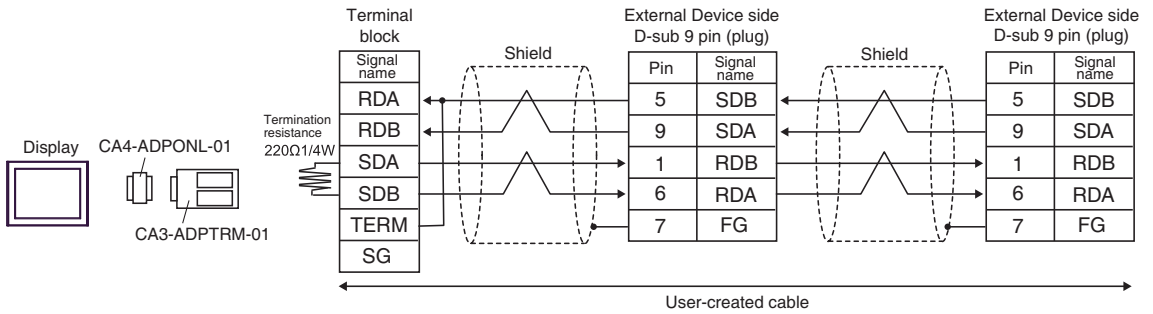 Terminal
block
External Device side
D-sub 9 pin (plug)
External Device side
D-sub 9 pin (plug)
Signal
name
Shield
Pin
Signal
name
Shield
Pin
Signal
name
RDA
5 SDB
5 SDB
Termination
resistance
220Ω1/4W
RDB
9 SDA
9 SDA
Display
CA4-ADPONL-01
SDA
1 RDB
1 RDB
SDB
6 RDA
6 RDA
CA3-ADPTRM-01
TERM
7 FG
7 FG
SG
User-created cable